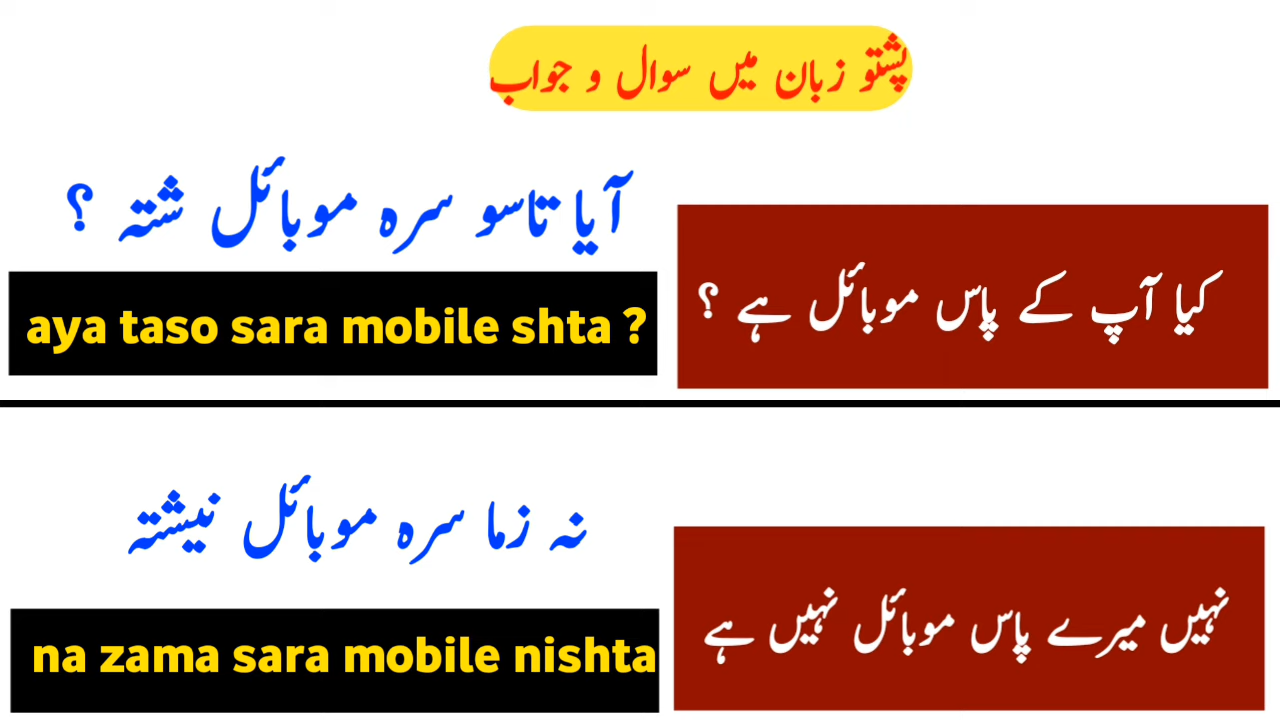 پشتو زبان میں سوال و جواب
آیا تاسو سره موبائل شته ؟
aya taso sara mobile shta ?
کیا آپ کے پاس موبائل ہے ؟
نه زما سره موبائل نیشته
na zama sara mobile nishta
نہیں میرے پاس موبائل نہیں ہے